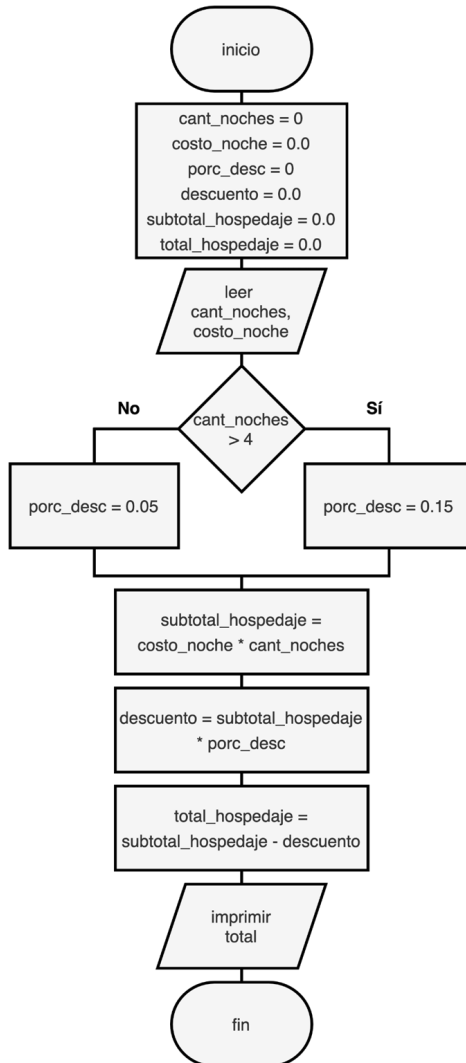 inicio
cant_noches = 0
costo_noche = 0.0
porc_desc = 0
descuento = 0.0
subtotal_hospedaje = 0.0
total_hospedaje = 0.0
leer
cant_noches,
costo_noche
No
cant_noches
> 4
Sí
porc_desc = 0.05
porc_desc = 0.15
subtotal_hospedaje =
costo_noche * cant_noches
descuento = subtotal_hospedaje
* porc_desc
total_hospedaje =
subtotal_hospedaje - descuento
imprimir
total
fin